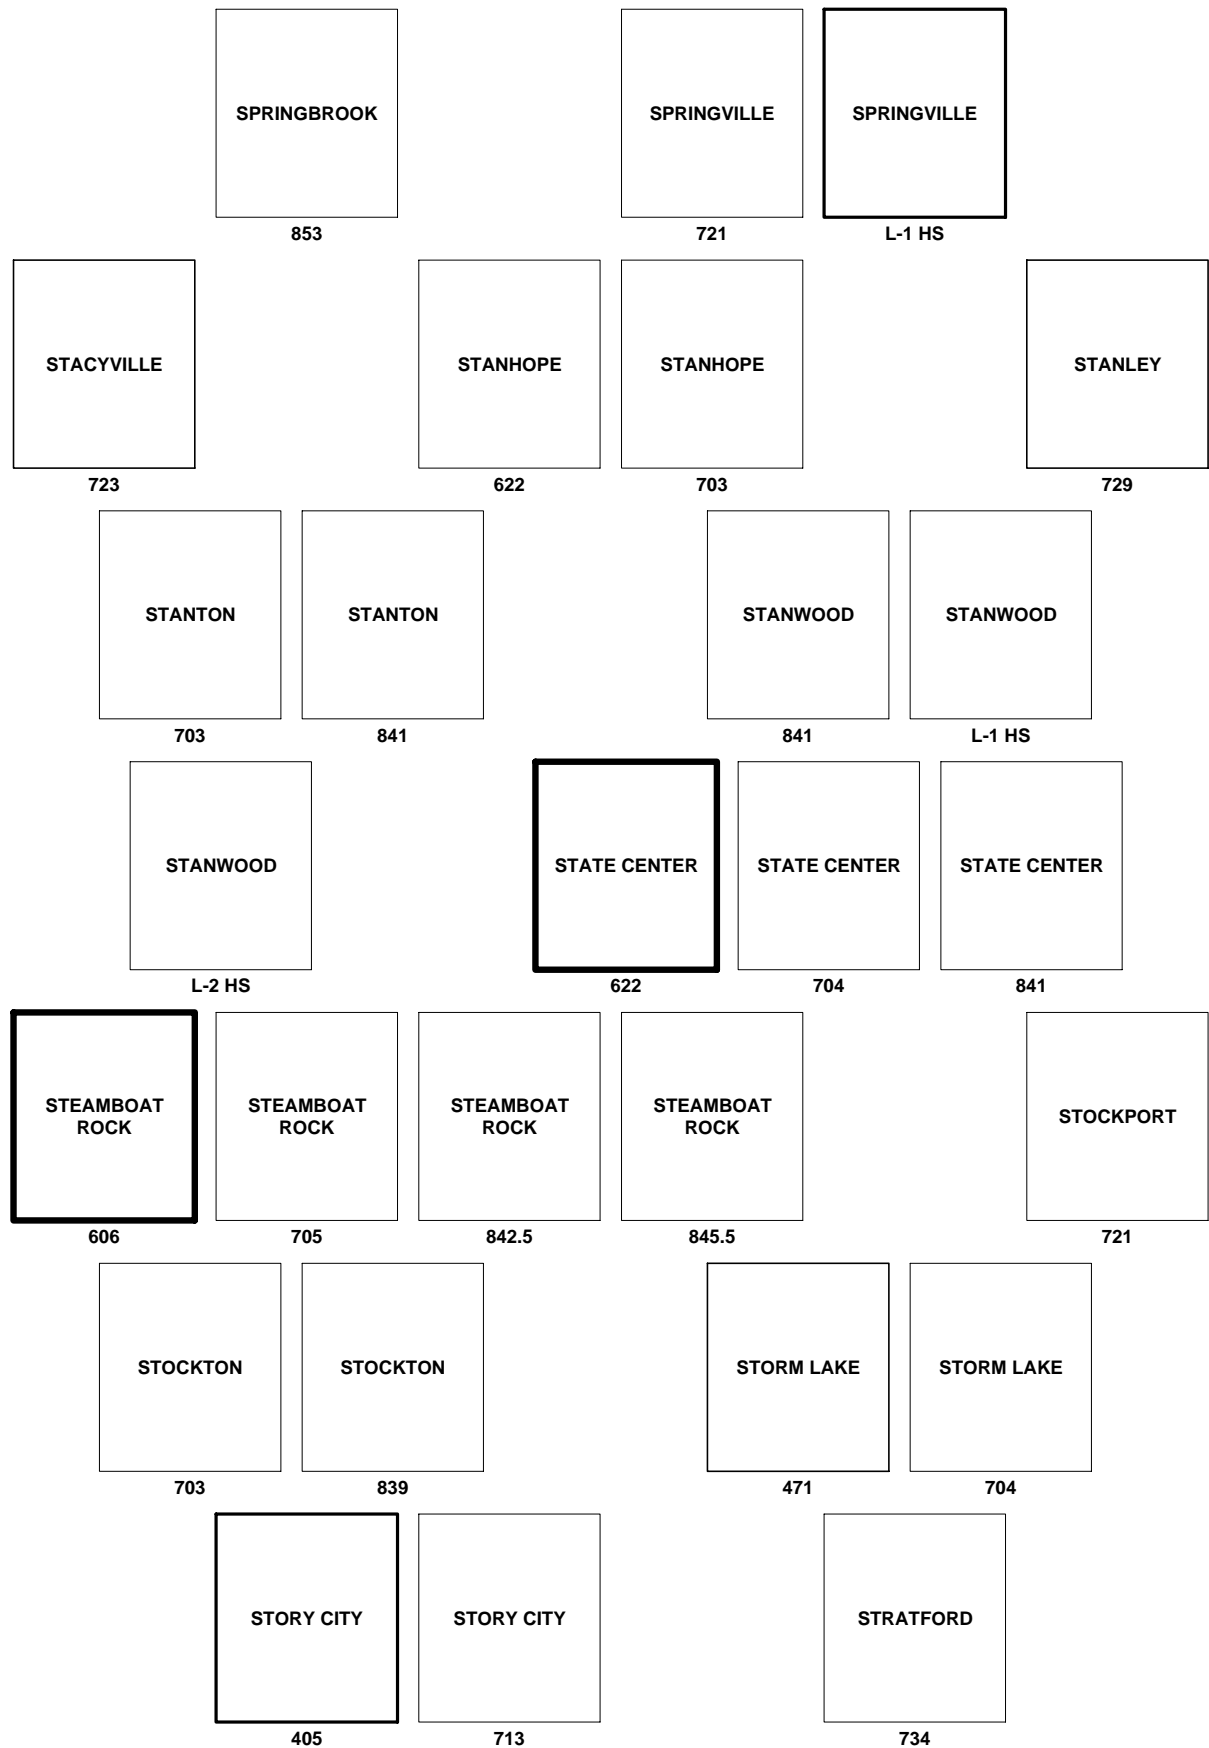 SPRINGBROOK
SPRINGVILLE
SPRINGVILLE
853
721
L-1 HS
STACYVILLE
STANHOPE
STANHOPE
STANLEY
723
622
703
729
STANTON
STANTON
STANWOOD
STANWOOD
703
841
841
L-1 HS
STANWOOD
STATE CENTER
STATE CENTER
STATE CENTER
L-2 HS
622
704
841
STEAMBOAT
ROCK
STEAMBOAT
ROCK
STEAMBOAT
ROCK
STEAMBOAT
ROCK
STOCKPORT
606
705
842.5
845.5
721
STOCKTON
STOCKTON
STORM LAKE
STORM LAKE
703
839
471
704
STORY CITY
STORY CITY
STRATFORD
405
713
734